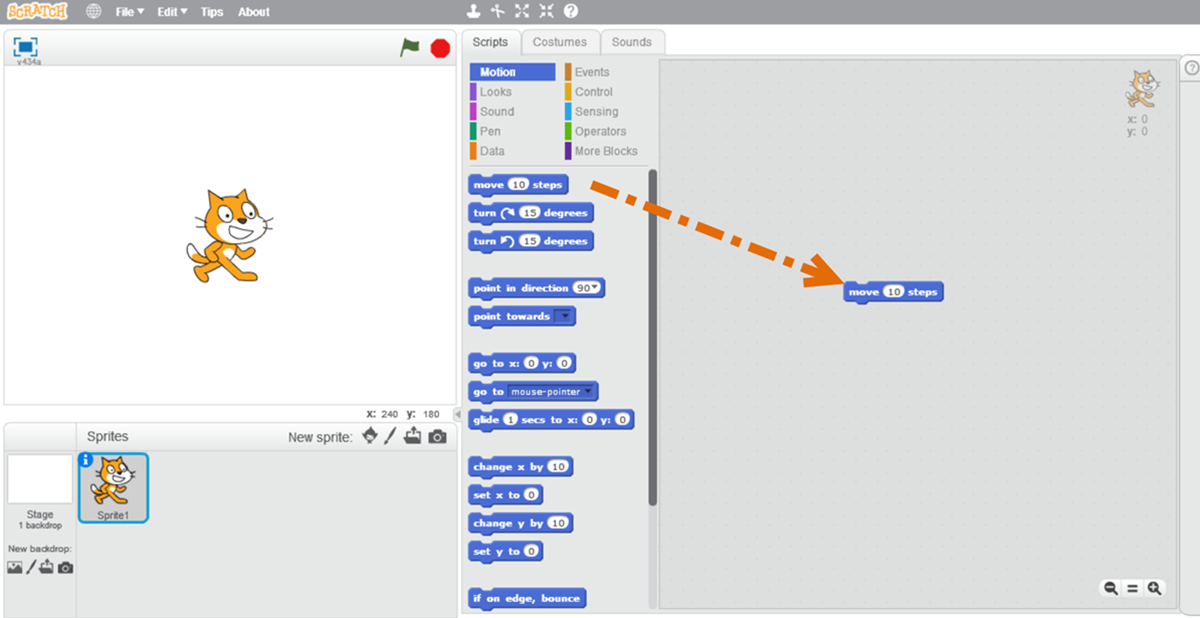 SCRATCH File Edit Tips About
v434a
Scripts Costumes Sounds
Motion Events
Looks Control
Sound Sensing
Pen Operators
Data More Blocks
move 10 steps
turn 15 degrees
turn 15 degrees
point in direction 90
point towards
go to x: 0 y: 0
go to mouse-pointer
glide 1 secs to x: 0 y: 0
change x by 10
set x to 0
change y by 10
set y to 0
if on edge, bounce
x: 0
y: 0
move 10 steps
X: 240 y: 180
Sprites New sprite:
Stage
1 backdrop
New backdrop:
Sprite1